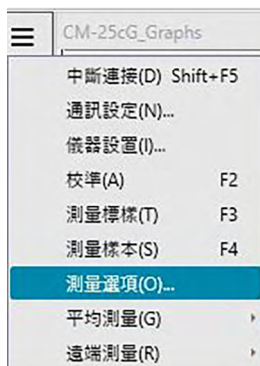 CM-25cG_Graphs
中斷連接(D) Shift+F5
通訊設定(N)...
儀器設置(I)...
校準(A) F2
測量標樣(T) F3
測量樣本(S) F4
測量選項(O)...
平均測量(G)
遠端測量(R)